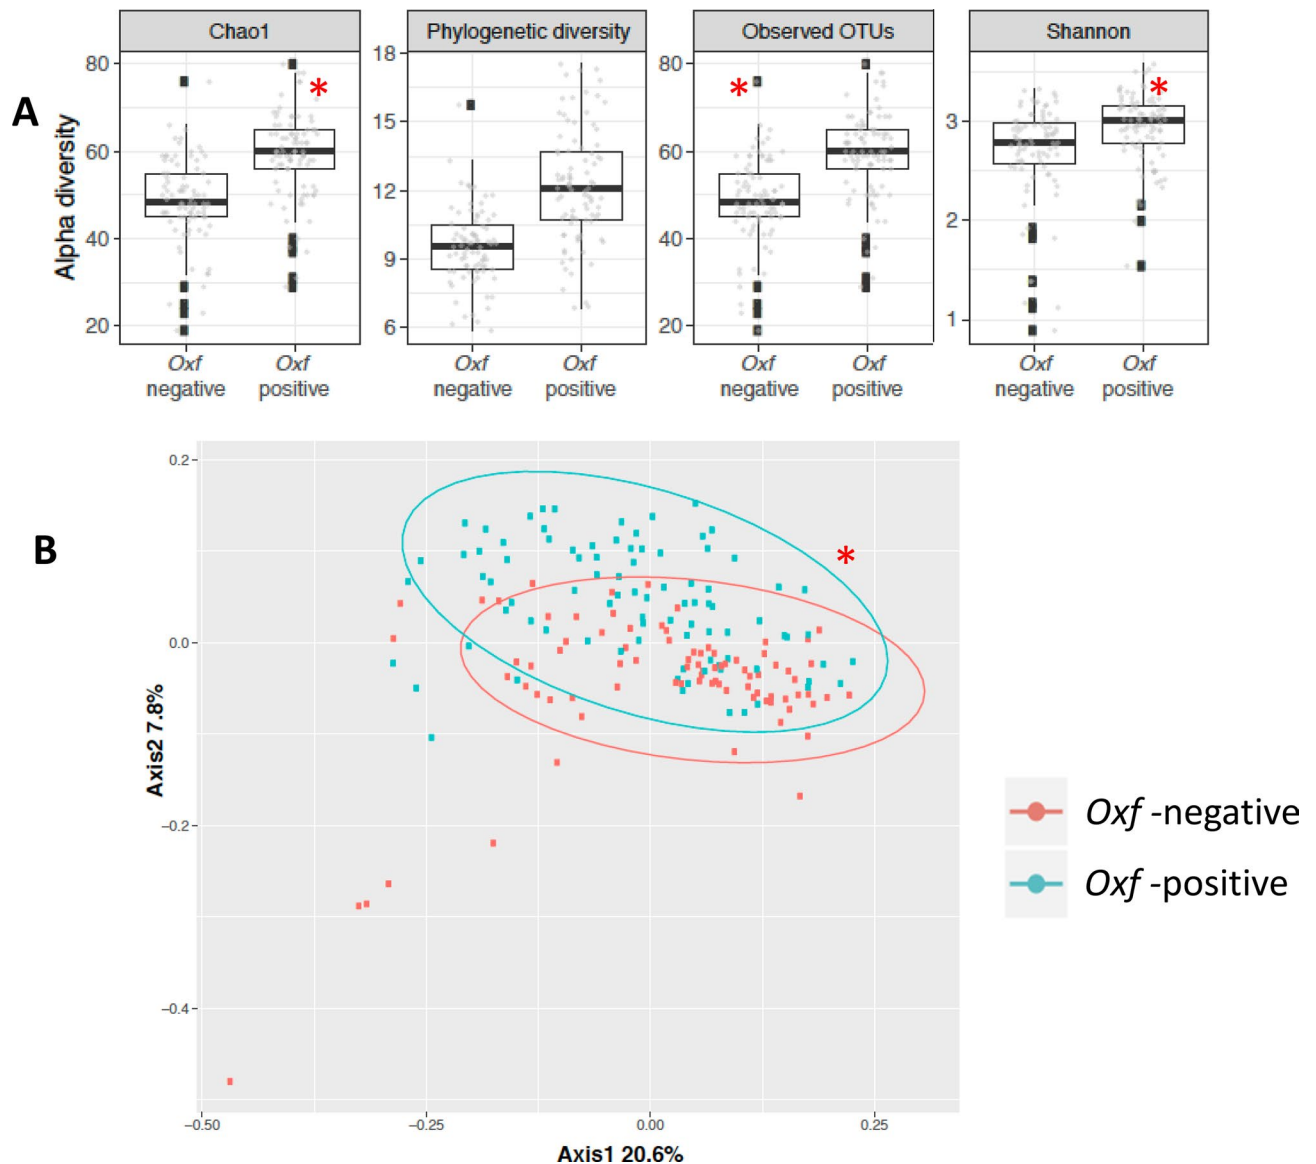 A
Alpha diversity
Chao1
80
60
40
20
Oxf negative
Oxf positive
*
Phylogenetic diversity
18
15
12
9
6
Oxf negative
Oxf positive
Observed OTUs
80
60
40
20
Oxf negative
Oxf positive
*
Shannon
3
2
1
Oxf negative
Oxf positive
*
B
Axis2 7.8%
0.2
0.0
−0.2
−0.4
*
−0.50
−0.25
0.00
0.25
Axis1 20.6%
Oxf -negative
Oxf -positive